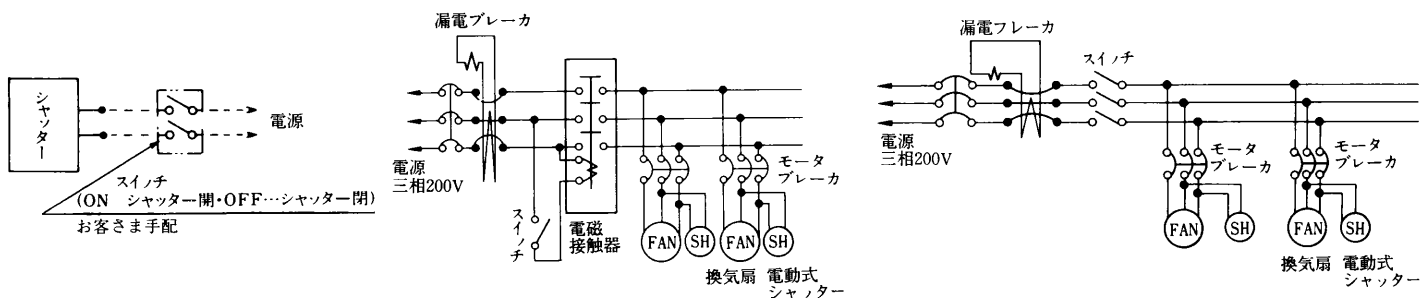 シャッター
電源
スイッチ
(ON シャッター開・OFF…シャッター閉)
お客さま手配
漏電ブレーカ
電源
三相200V
スイッチ
電磁
接触器
モータ
ブレーカ
FAN
SH
FAN
SH
換気扇
電動式
シャッター
漏電フレーカ
スイッチ
電源
三相200V
モータ
ブレーカ
モータ
ブレーカ
FAN
SH
FAN
SH
換気扇
電動式
シャッター